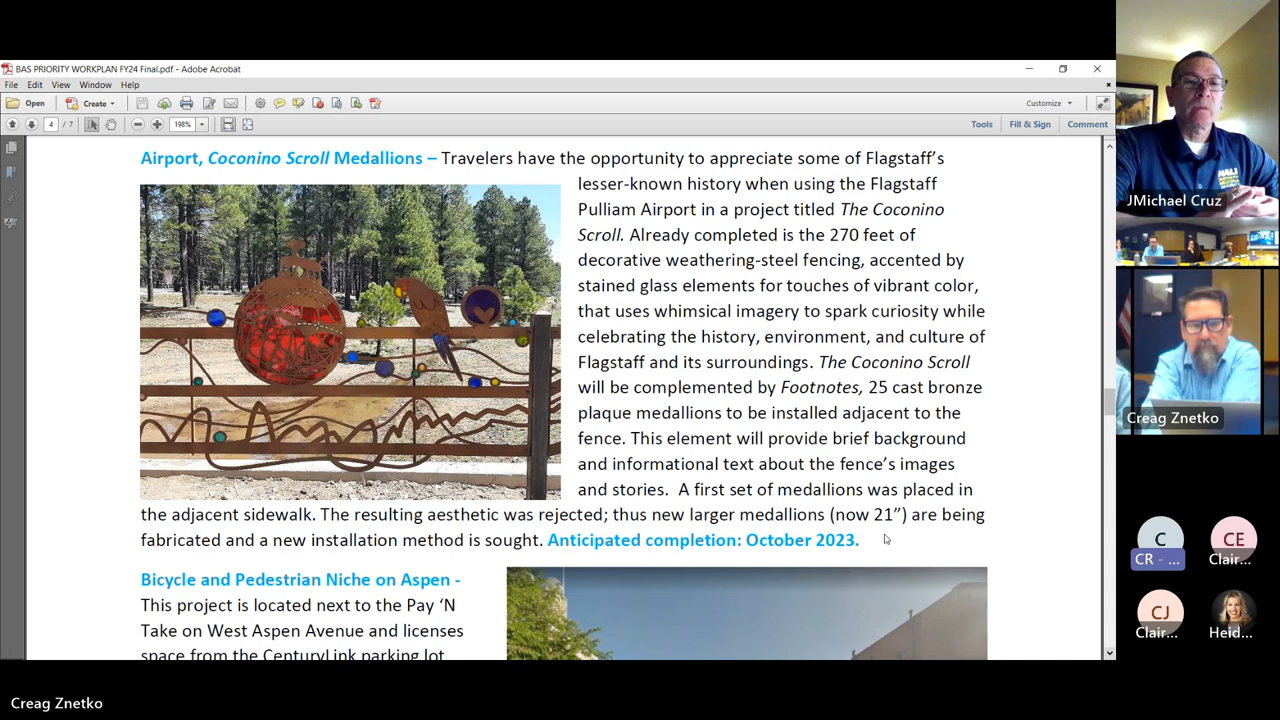 BAS PRIORITY WORKPLAN FY24 Final.pdf - Adobe Acrobat
File Edit View Window Help
Open Create Customize
4 / 7 198% Tools Fill & Sign Comment
Airport, Coconino Scroll Medallions – Travelers have the opportunity to appreciate some of Flagstaff's
lesser-known history when using the Flagstaff
Pulliam Airport in a project titled The Coconino
Scroll. Already completed is the 270 feet of
decorative weathering-steel fencing, accented by
stained glass elements for touches of vibrant color,
that uses whimsical imagery to spark curiosity while
celebrating the history, environment, and culture of
Flagstaff and its surroundings. The Coconino Scroll
will be complemented by Footnotes, 25 cast bronze
plaque medallions to be installed adjacent to the
fence. This element will provide brief background
and informational text about the fence's images
and stories.  A first set of medallions was placed in
the adjacent sidewalk. The resulting aesthetic was rejected; thus new larger medallions (now 21”) are being
fabricated and a new installation method is sought. Anticipated completion: October 2023.
Bicycle and Pedestrian Niche on Aspen -
This project is located next to the Pay ‘N
Take on West Aspen Avenue and licenses
space from the CenturyLink parking lot
JMichael Cruz
Creag Znetko
C
CR - ...
CE
Clair...
CJ
Clair...
Heid...
Creag Znetko